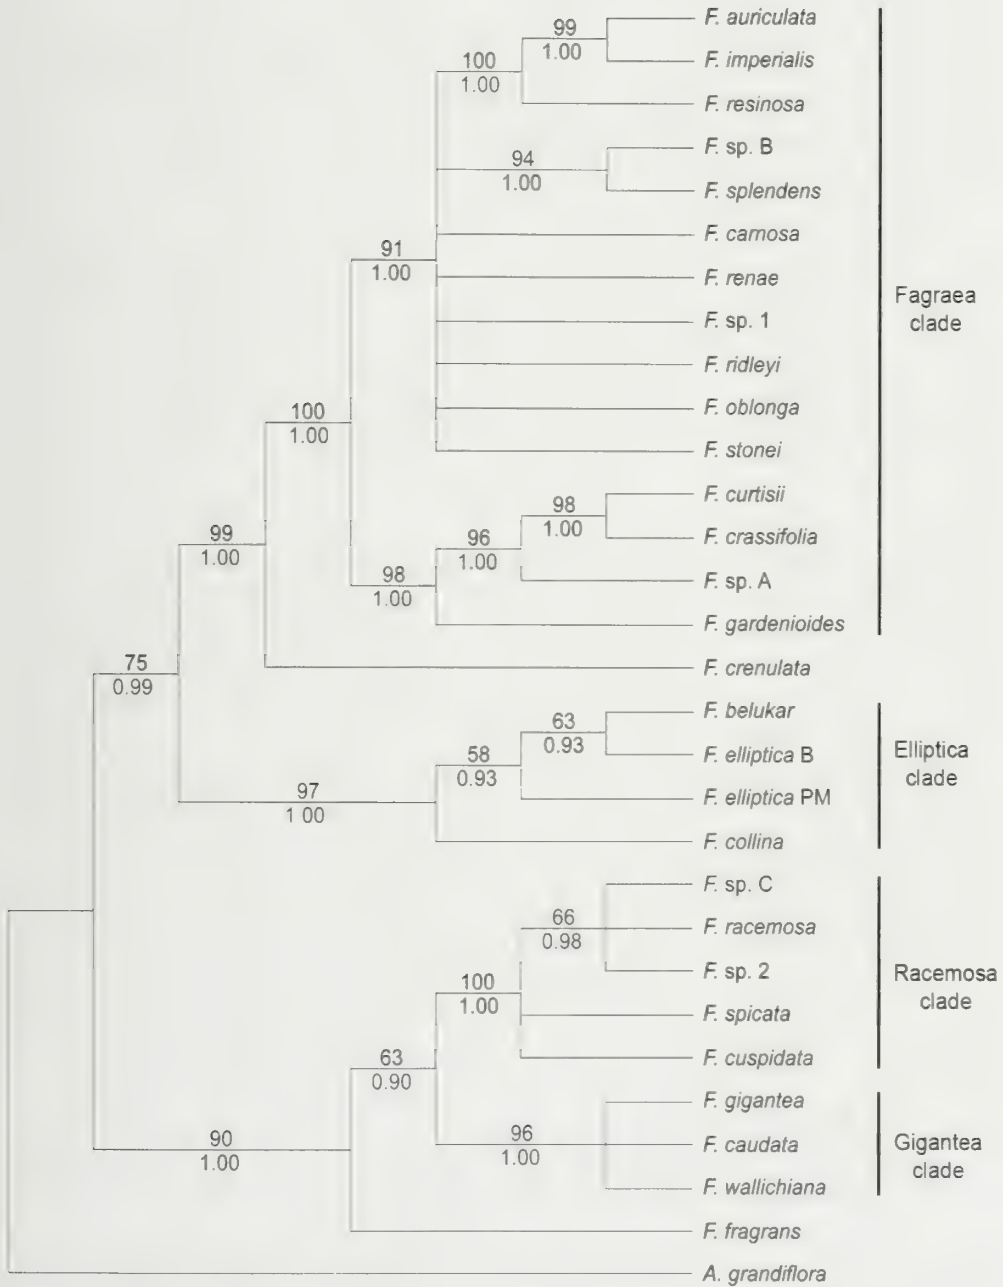 F. auriculata
99
1.00
F. imperialis
100
1.00
F. resinosa
F. sp. B
94
1.00
F. splendens
F. carnosa
91
1.00
F. renae
Fagraea
clade
F. sp. 1
F. ridleyi
F. oblonga
100
1.00
F. stonei
F. curtisii
98
1.00
F. crassifolia
99
1.00
96
1.00
F. sp. A
98
1.00
F. gardenioides
75
0.99
F. crenulata
F. belukar
63
0.93
F. elliptica B
Elliptica
clade
58
0.93
F. elliptica PM
97
1 00
F. collina
F. sp. C
66
0.98
F. racemosa
F. sp. 2
Racemosa
clade
100
1.00
F. spicata
F. cuspidata
63
0.90
F. gigantea
96
1.00
F. caudata
Gigantea
clade
90
1.00
F. wallichiana
F. fragrans
A. grandiflora